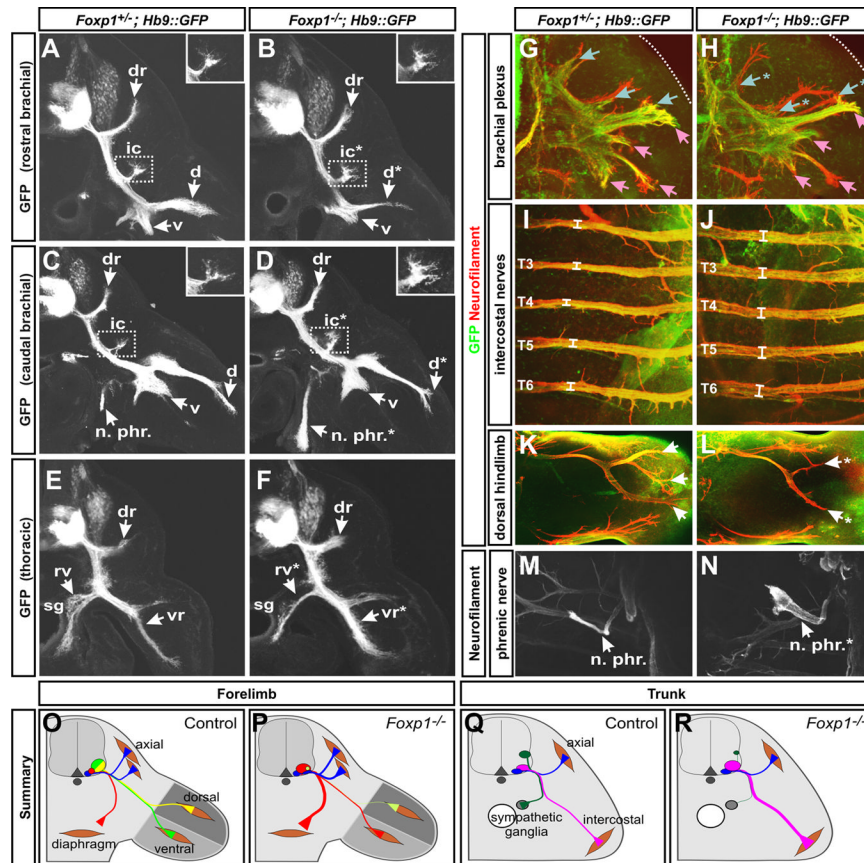 Foxp1+/-; Hb9::GFP
Foxp1-/-; Hb9::GFP
Foxp1+/-; Hb9::GFP
Foxp1-/-; Hb9::GFP
GFP (rostral brachial)
A
dr
ic
d
v
B
dr
ic*
d*
v
GFP (caudal brachial)
C
dr
ic
d
v
n. phr.
D
dr
ic*
d*
v
n. phr.*
GFP (thoracic)
E
dr
rv
sg
vr
F
dr
rv*
sg
vr*
GFP Neurofilament
brachial plexus
G
H
intercostal nerves
I
T3
T4
T5
T6
J
T3
T4
T5
T6
dorsal hindlimb
K
L
Neurofilament
phrenic nerve
M
n. phr.
N
n. phr.*
Forelimb
Trunk
Summary
O
Control
axial
dorsal
diaphragm
ventral
P
Foxp1-/-
Q
Control
axial
sympathetic
ganglia
intercostal
R
Foxp1-/-